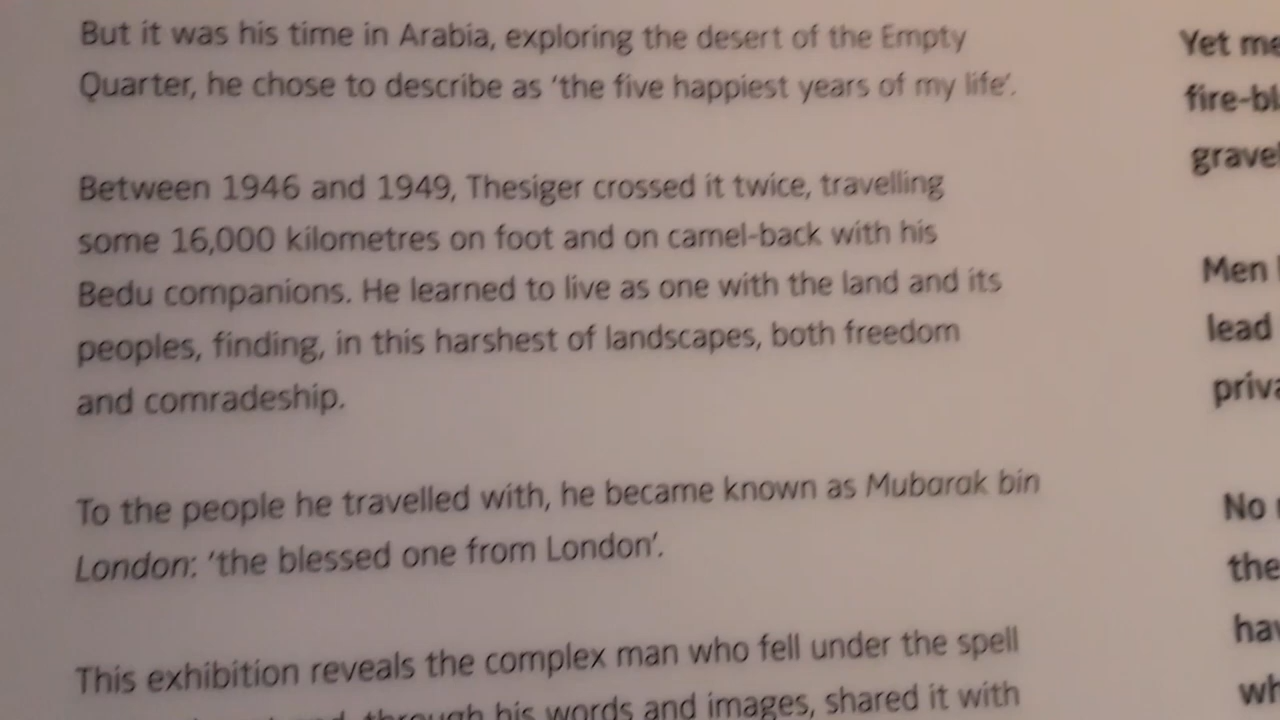 But it was his time in Arabia, exploring the desert of the Empty
Quarter, he chose to describe as ‘the five happiest years of my life’.
Between 1946 and 1949, Thesiger crossed it twice, travelling
some 16,000 kilometres on foot and on camel-back with his
Bedu companions. He learned to live as one with the land and its
peoples, finding, in this harshest of landscapes, both freedom
and comradeship.
To the people he travelled with, he became known as Mubarak bin
London: ‘the blessed one from London’.
This exhibition reveals the complex man who fell under the spell
through his words and images, shared it with
Yet
Men
lead
No
the